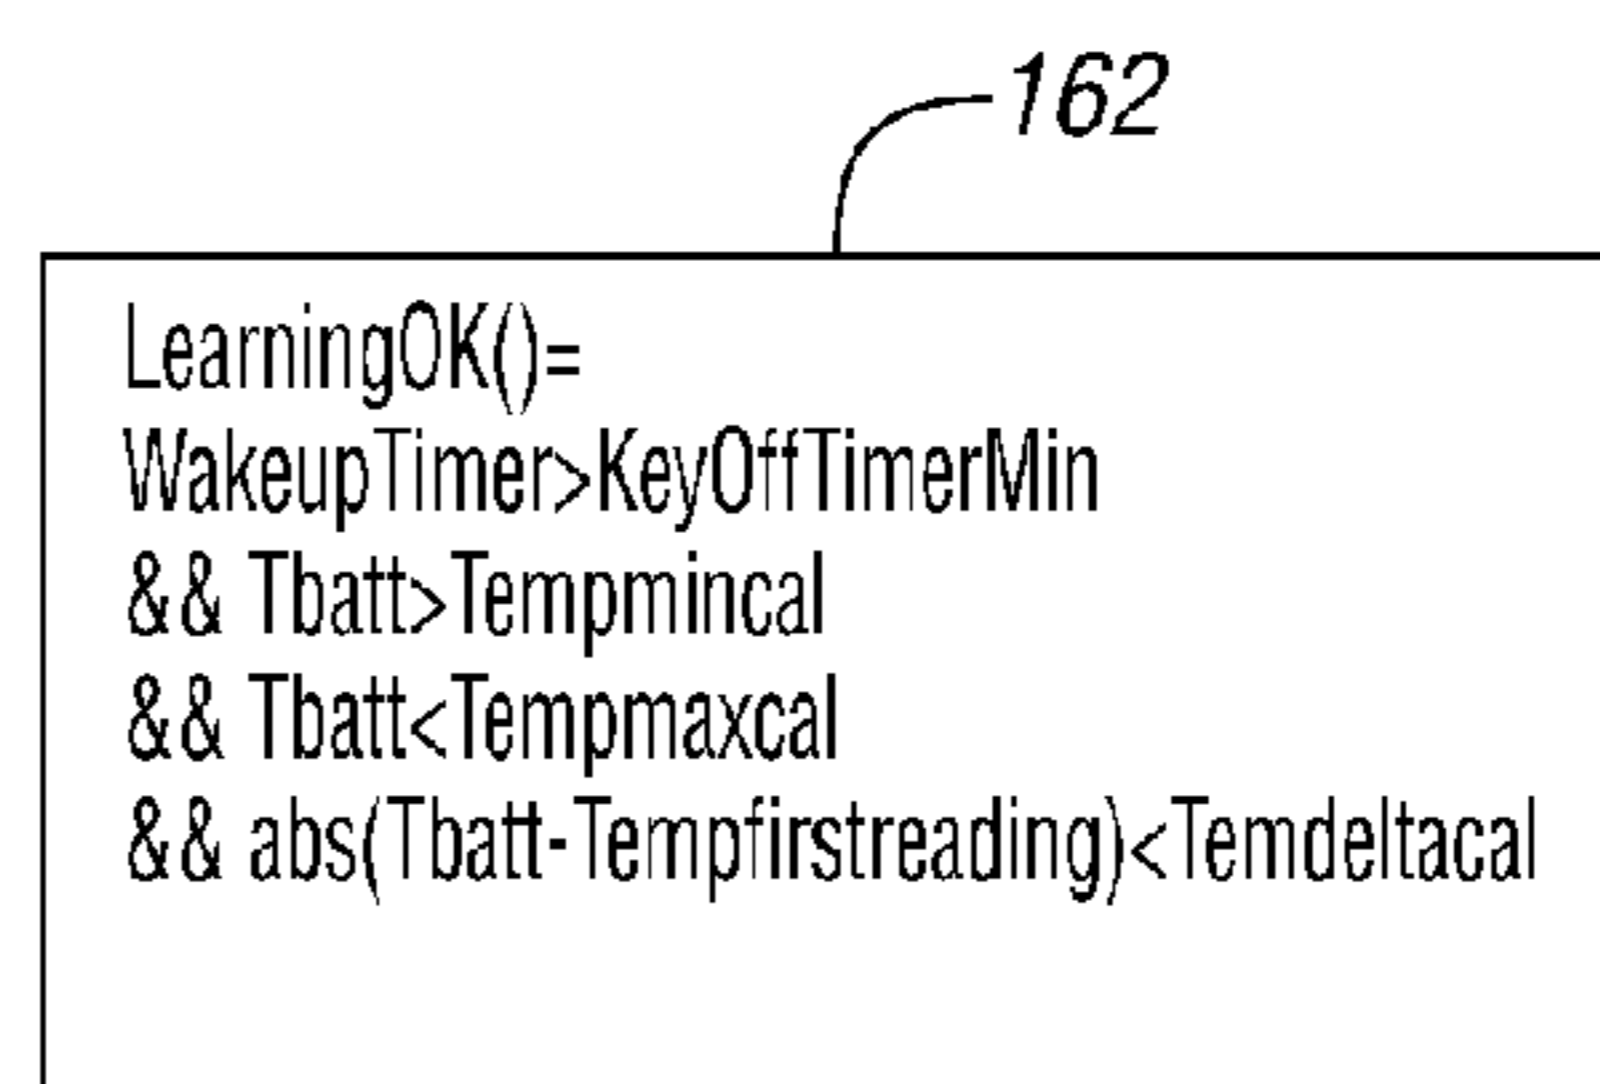 162
LearningOK()=
WakeupTimer>KeyOffTimerMin
&& Tbatt>Tempmincal
&& Tbatt<Tempmaxcal
&& abs(Tbatt-Tempfirstreading)<Temdeltacal